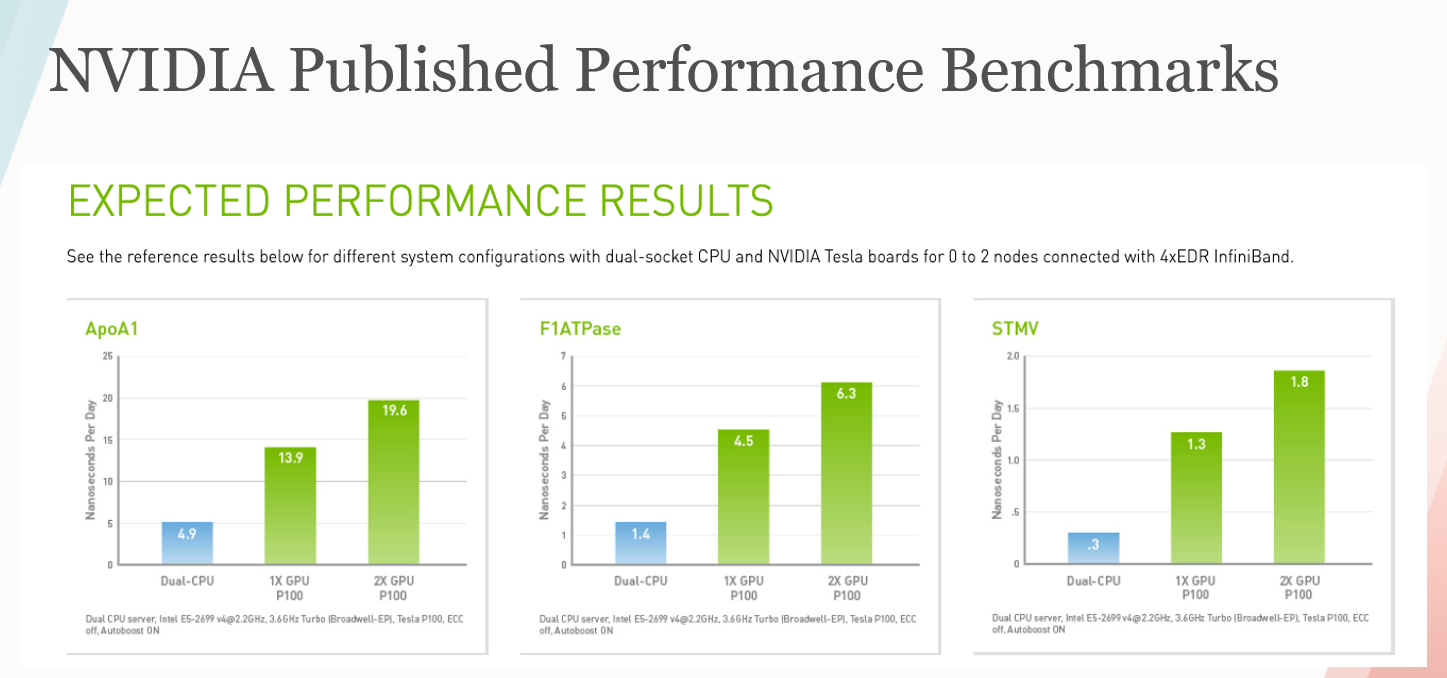 NVIDIA Published Performance Benchmarks
EXPECTED PERFORMANCE RESULTS
See the reference results below for different system configurations with dual-socket CPU and NVIDIA Tesla boards for 0 to 2 nodes connected with 4xEDR InfiniBand.
ApoA1
Nanoseconds Per Day
25
20
15
10
5
0
4.9
13.9
19.6
Dual-CPU
1X GPU
P100
2X GPU
P100
Dual CPU server, Intel E5-2699 v4@2.2GHz, 3.6GHz Turbo (Broadwell-EP), Tesla P100, ECC
off, Autoboost ON
F1ATPase
Nanoseconds Per Day
7
6
5
4
3
2
1
0
1.4
4.5
6.3
Dual-CPU
1X GPU
P100
2X GPU
P100
Dual CPU server, Intel E5-2699 v4@2.2GHz, 3.6GHz Turbo (Broadwell-EP), Tesla P100, ECC
off, Autoboost ON
STMV
Nanoseconds Per Day
2.0
1.5
1.0
.5
0
.3
1.3
1.8
Dual-CPU
1X GPU
P100
2X GPU
P100
Dual CPU server, Intel E5-2699 v4@2.2GHz, 3.6GHz Turbo (Broadwell-EP), Tesla P100, ECC
off, Autoboost ON